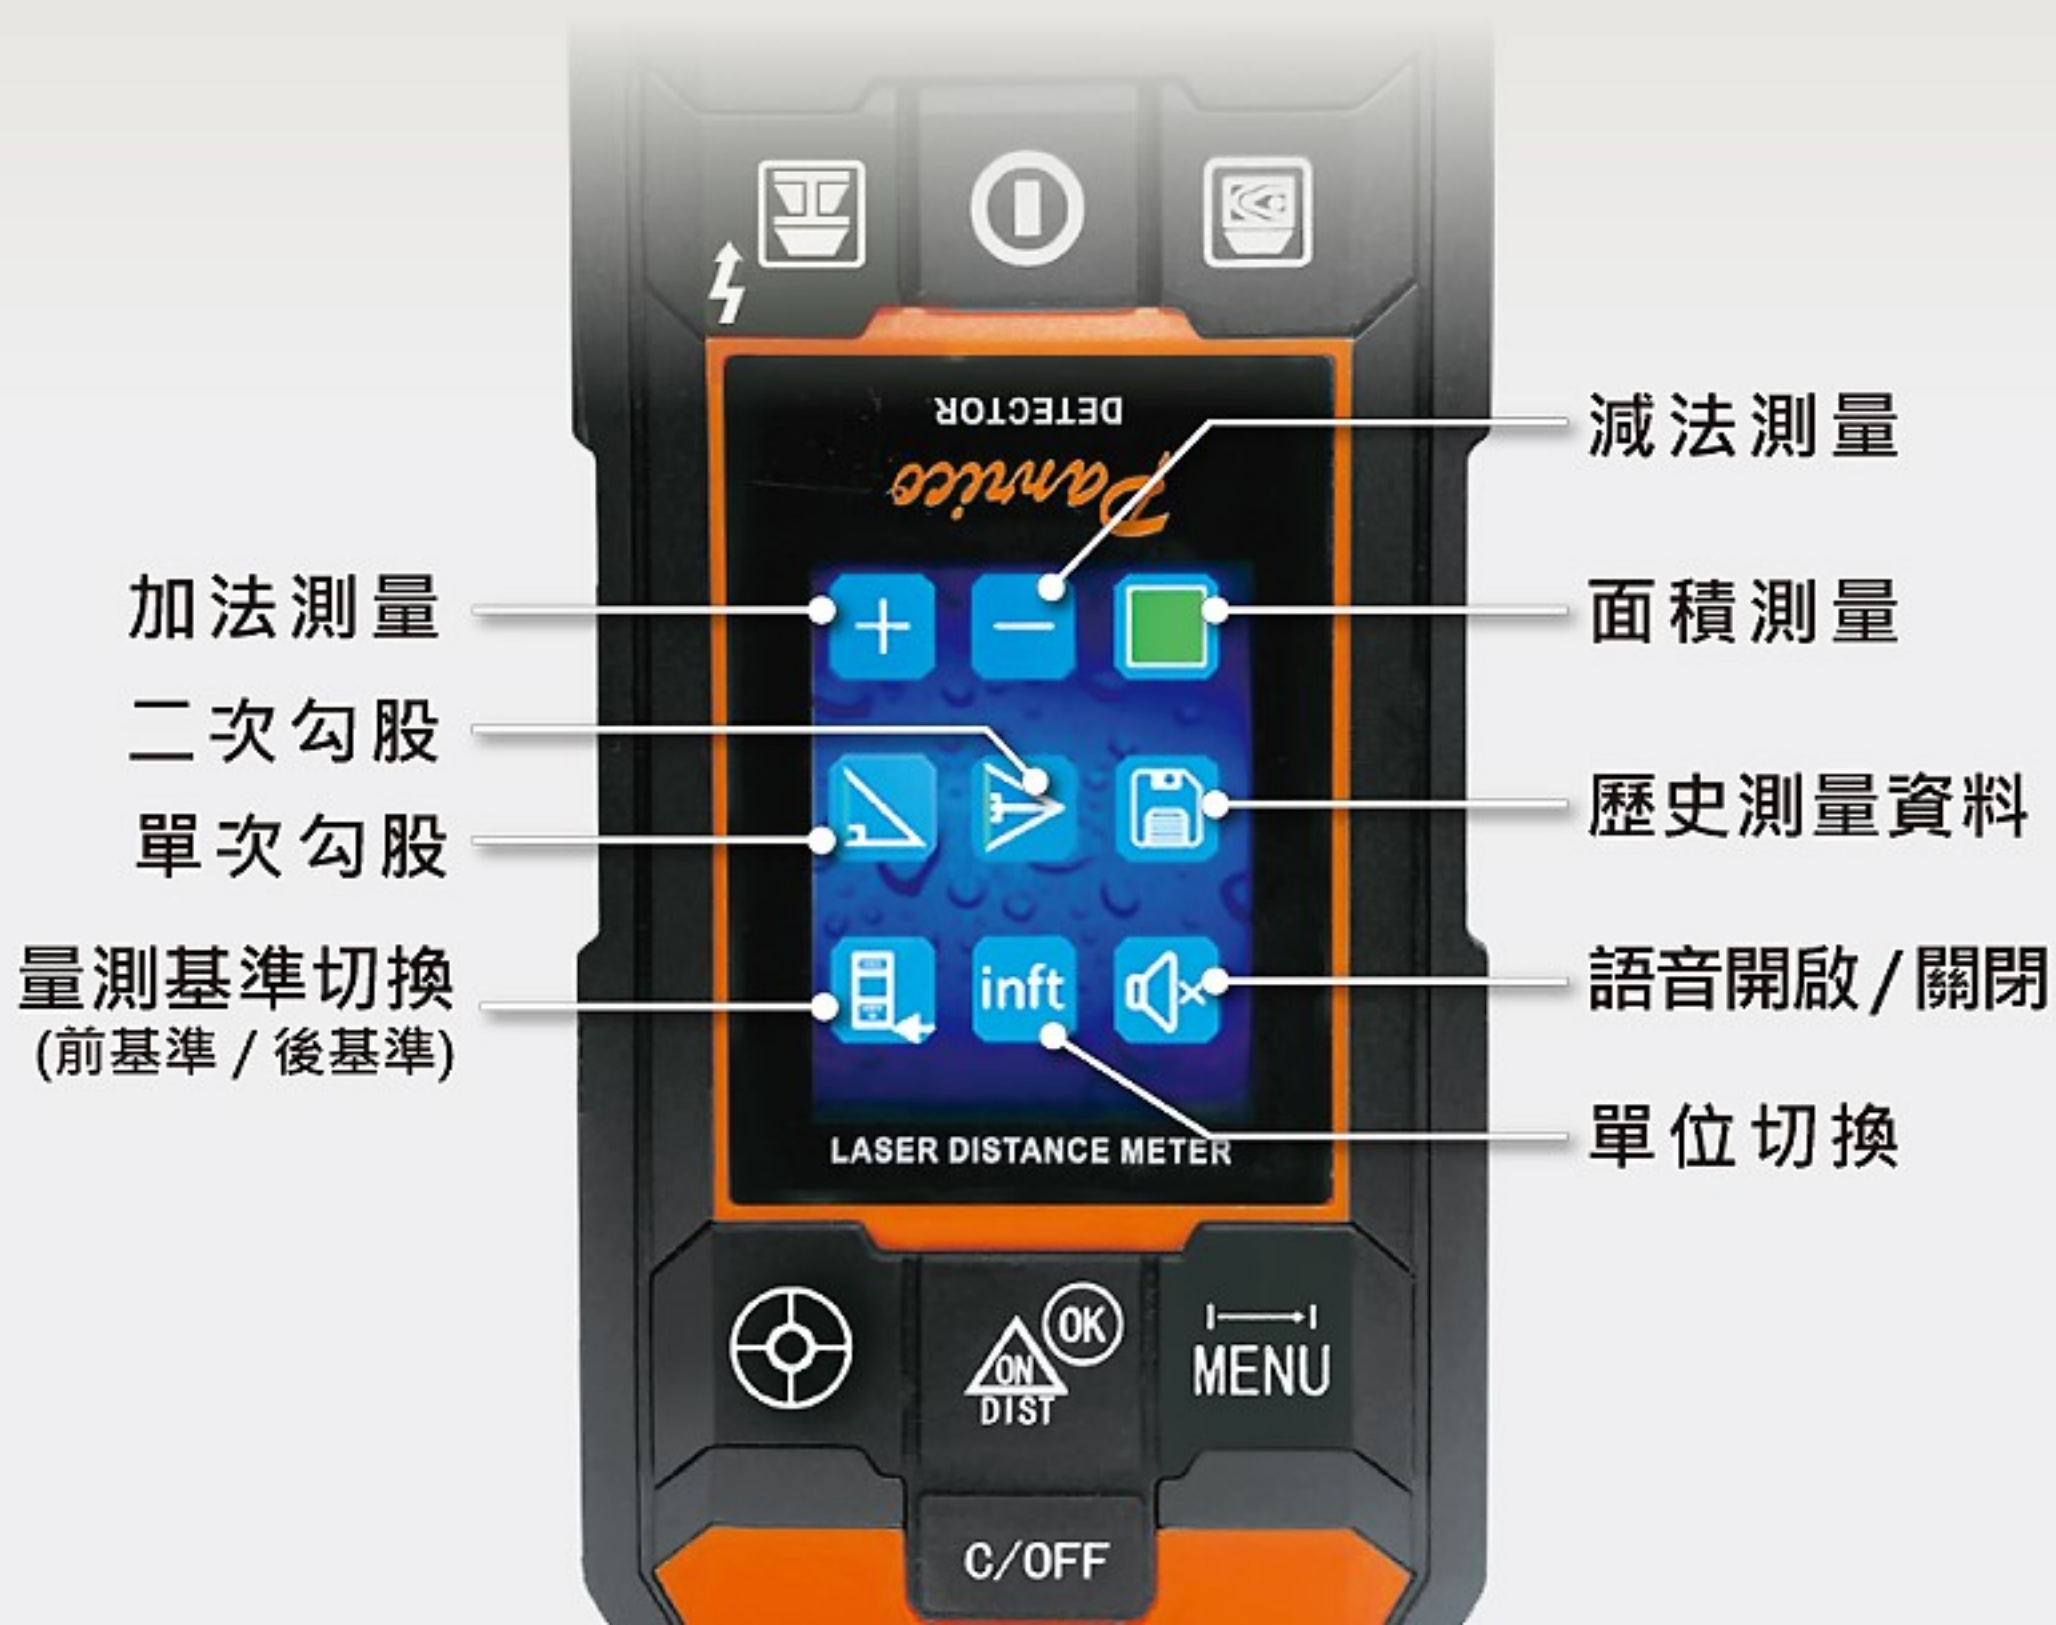 DETECTOR
Panrico
減法測量
加法測量
面積測量
二次勾股
歷史測量資料
單次勾股
量測基準切換
(前基準 / 後基準)
inft
語音開啟 / 關閉
單位切換
LASER DISTANCE METER
OK
ON
DIST
MENU
C/OFF